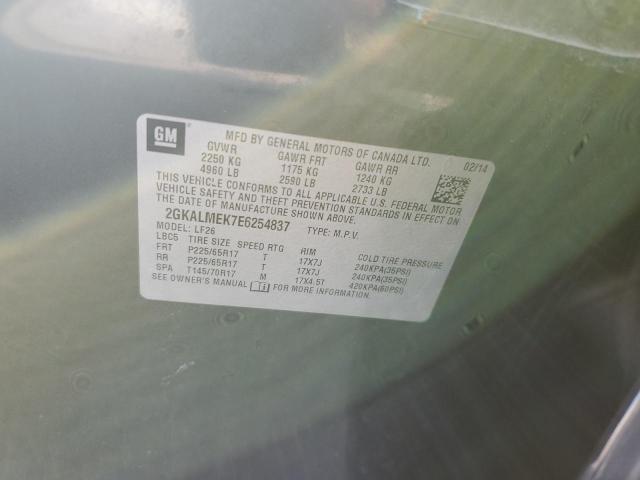 GM
MFD BY GENERAL MOTORS OF CANADA LTD. 02/14
GVWR GAWR FRT GAWR RR
2250 KG 1175 KG 1240 KG
4960 LB 2590 LB 2733 LB
THIS VEHICLE CONFORMS TO ALL APPLICABLE U.S. FEDERAL MOTOR
VEHICLE SAFETY AND THEFT PREVENTION STANDARDS IN EFFECT ON
THE DATE OF MANUFACTURE SHOWN ABOVE.
2GKALMEK7E6254837 TYPE: M.P.V.
MODEL: LF26
LBC5 TIRE SIZE SPEED RTG RIM COLD TIRE PRESSURE
FRT P225/65R17 T 17X7J 240KPA(35PSI)
RR P225/65R17 T 17X7J 240KPA(35PSI)
SPA T145/70R17 M 17X4.5T 420KPA(60PSI)
SEE OWNER'S MANUAL FOR MORE INFORMATION.